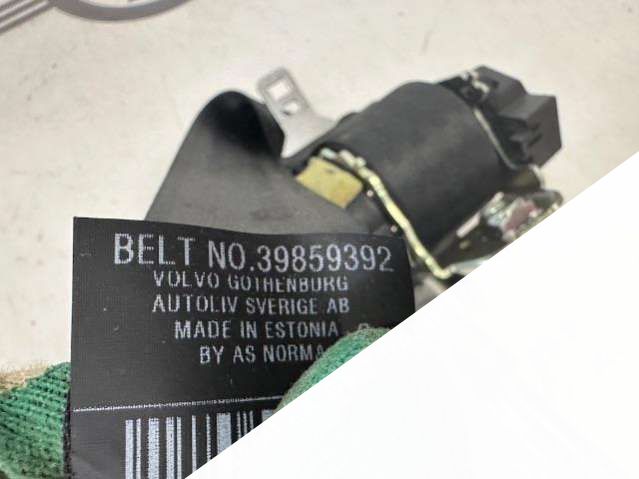 BELT NO.39859392
VOLVO GOTHENBURG
AUTOLIV SVERIGE AB
MADE IN ESTONIA
BY AS NORMA